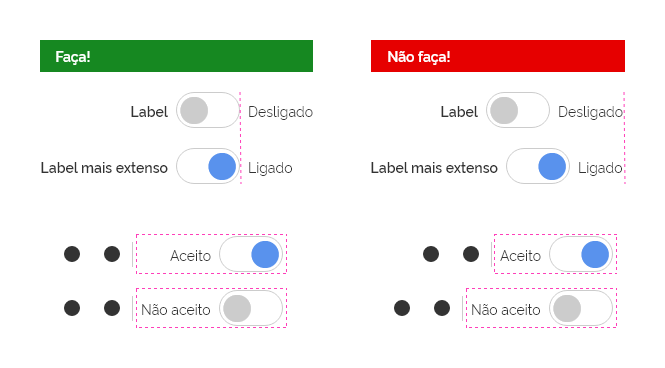 Faça!
Label Desligado
Label mais extenso Ligado
Aceito
Não aceito
Não faça!
Label Desligado
Label mais extenso Ligado
Aceito
Não aceito